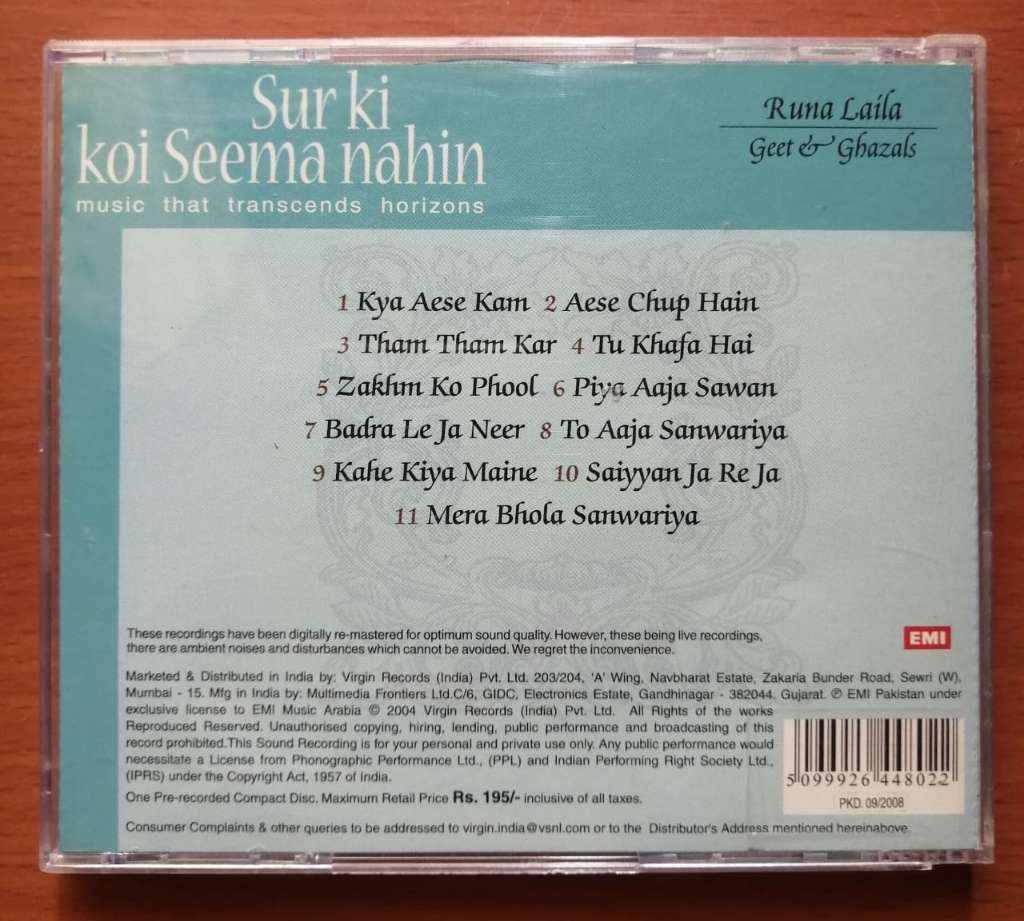 Sur ki
koi Seema nahin
music that transcends horizons
Runa Laila
Geet & Ghazals
1 Kya Aese Kam 2 Aese Chup Hain
3 Tham Tham Kar 4 Tu Khafa Hai
5 Zakhm Ko Phool 6 Piya Aaja Sawan
7 Badra Le Ja Neer 8 To Aaja Sanwariya
9 Kahe Kiya Maine 10 Saiyyan Ja Re Ja
11 Mera Bhola Sanwariya
These recordings have been digitally re-mastered for optimum sound quality. However, these being live recordings,
there are ambient noises and disturbances which cannot be avoided. We regret the inconvenience.
EMI
Marketed & Distributed in India by: Virgin Records (India) Pvt. Ltd. 203/204, 'A' Wing, Navbharat Estate, Zakaria Bunder Road, Sewri (W),
Mumbai - 15. Mfg in India by: Multimedia Frontiers Ltd.C/6, GIDC, Electronics Estate, Gandhinagar - 382044. Gujarat. ℗ EMI Pakistan under
exclusive license to EMI Music Arabia © 2004 Virgin Records (India) Pvt. Ltd. All Rights of the works
Reproduced Reserved. Unauthorised copying, hiring, lending, public performance and broadcasting of this
record prohibited.This Sound Recording is for your personal and private use only. Any public performance would
necessitate a License from Phonographic Performance Ltd., (PPL) and Indian Performing Right Society Ltd.,
(IPRS) under the Copyright Act, 1957 of India.
One Pre-recorded Compact Disc. Maximum Retail Price Rs. 195/- inclusive of all taxes.
Consumer Complaints & other queries to be addressed to virgin.india@vsnl.com or to the Distributor's Address mentioned hereinabove.
5 099926 448022
PKD. 09/2008